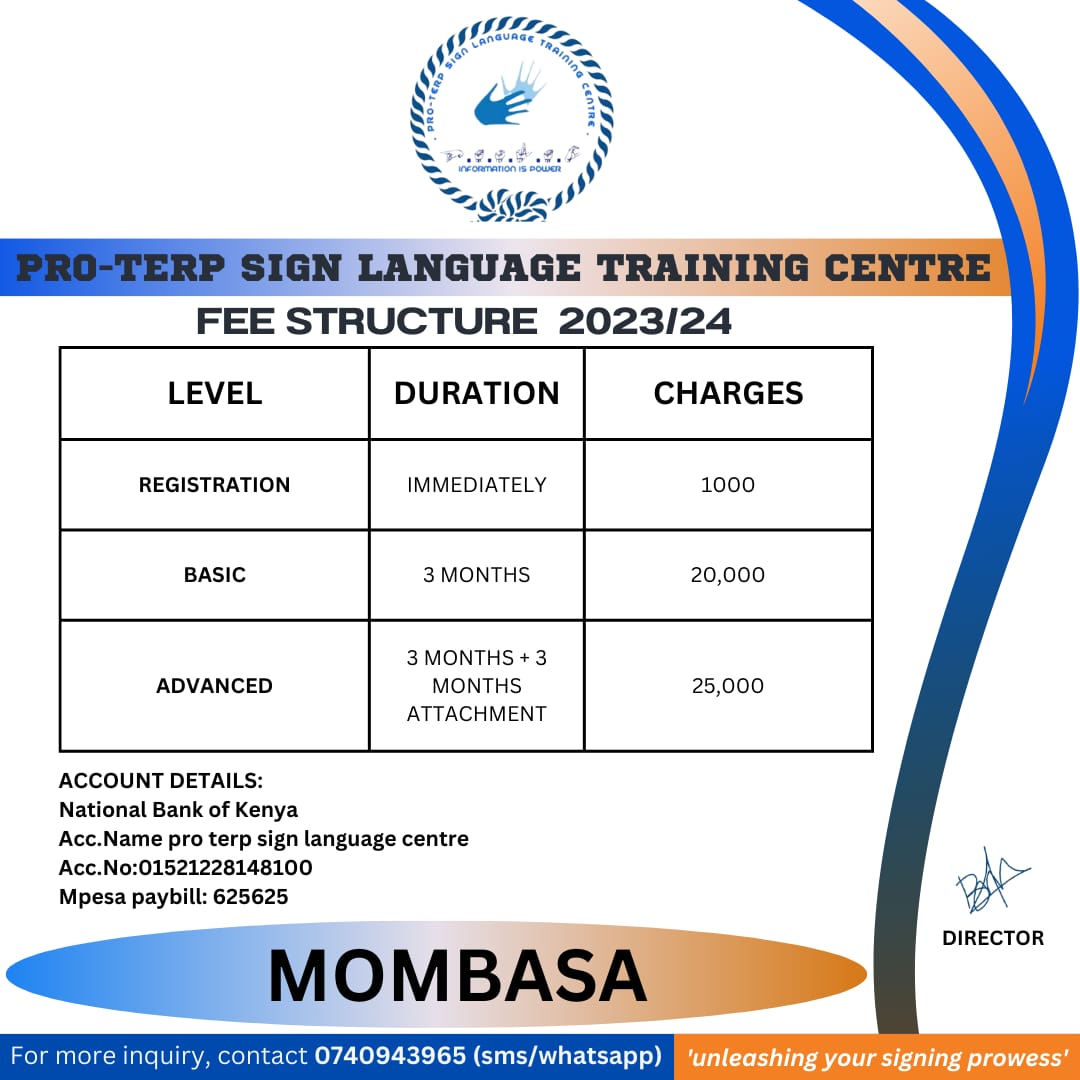 · PRO-TERP SIGN LANGUAGE TRAINING CENTRE ·
INFORMATION IS POWER
PRO-TERP SIGN LANGUAGE TRAINING CENTRE
FEE STRUCTURE 2023/24
LEVEL DURATION CHARGES
REGISTRATION IMMEDIATELY 1000
BASIC 3 MONTHS 20,000
ADVANCED 3 MONTHS + 3 MONTHS ATTACHMENT 25,000
ACCOUNT DETAILS:
National Bank of Kenya
Acc.Name pro terp sign language centre
Acc.No:01521228148100
Mpesa paybill: 625625
DIRECTOR
MOMBASA
For more inquiry, contact 0740943965 (sms/whatsapp)
'unleashing your signing prowess'